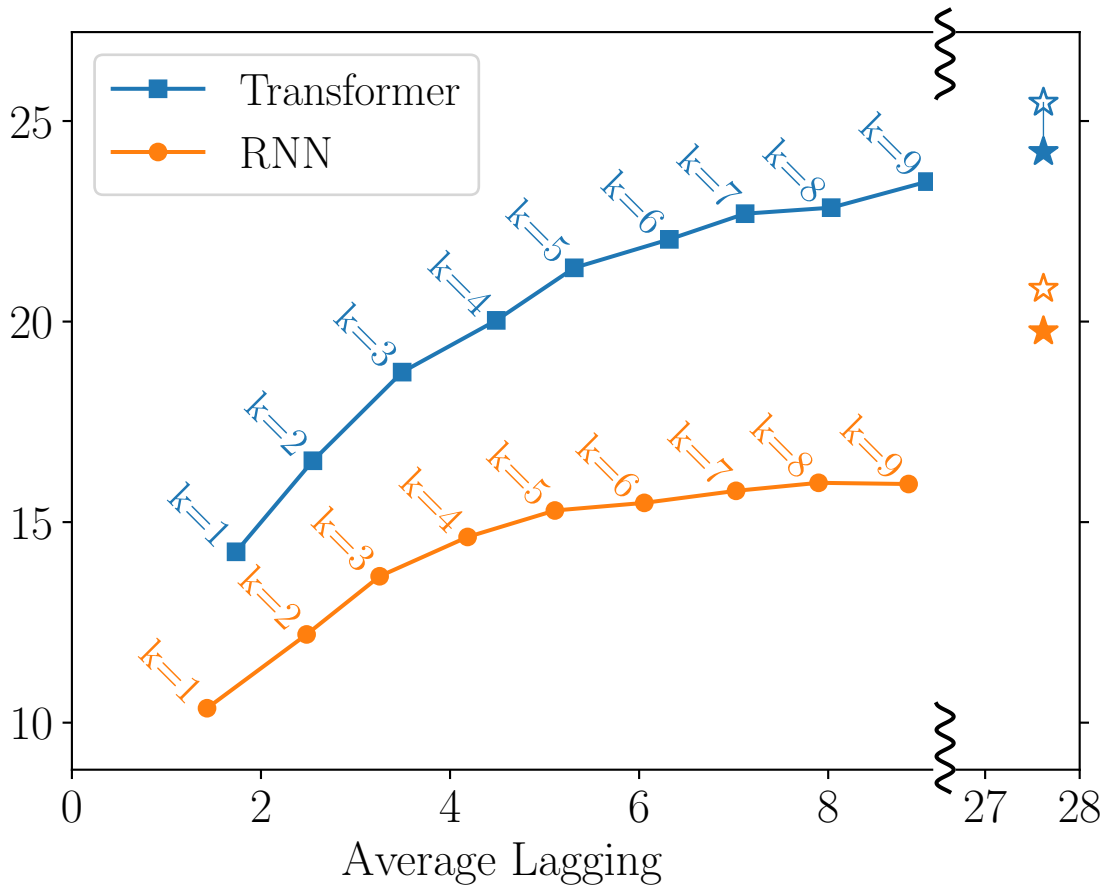 Transformer
RNN
25
20
15
10
k=1
k=2
k=3
k=4
k=5
k=6
k=7
k=8
k=9
k=1
k=2
k=3
k=4
k=5
k=6
k=7
k=8
k=9
0 2 4 6 8 27 28
Average Lagging